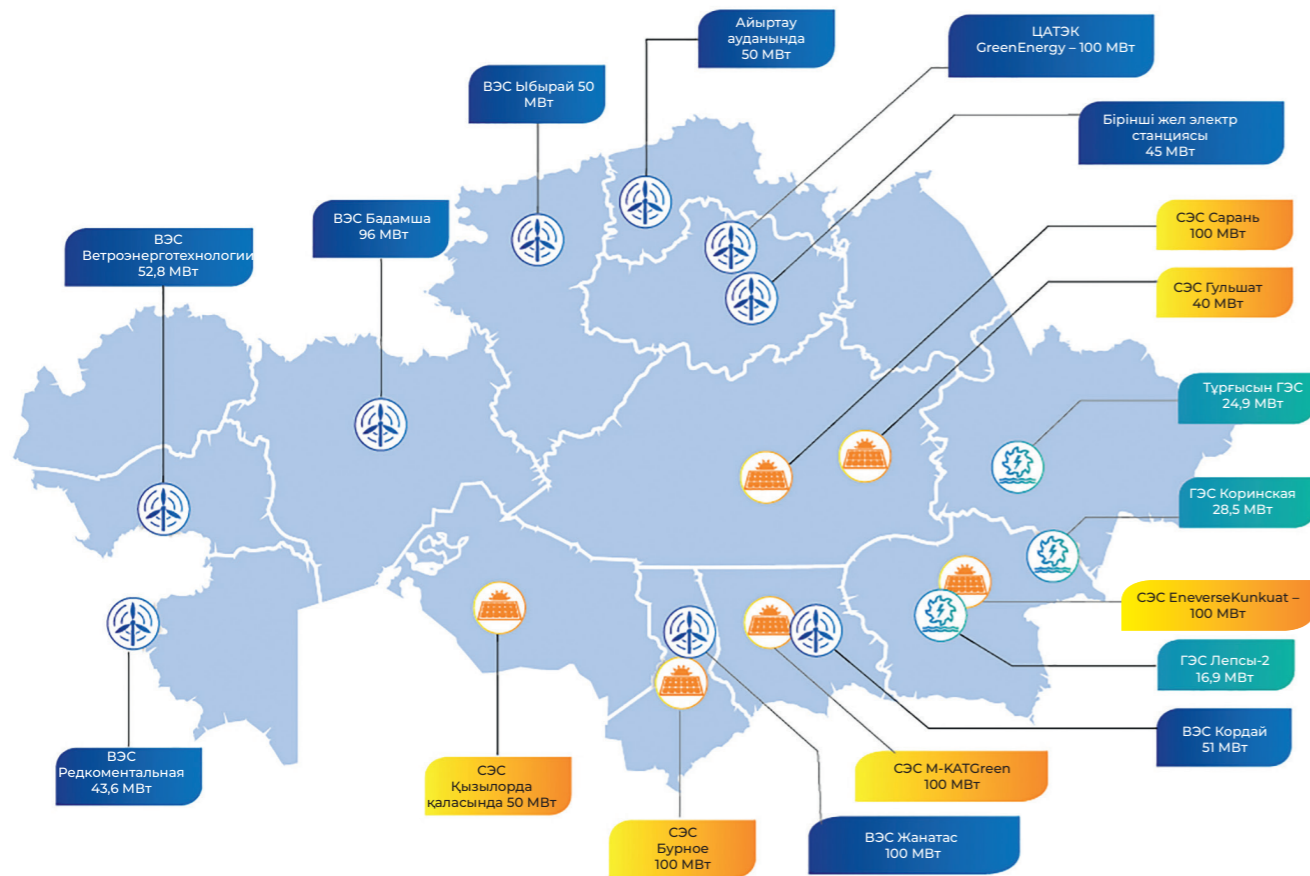 Айыртау
ауданында
50 МВт
ЦАТЭК
GreenEnergy – 100 МВт
ВЭС Ыбырай 50
МВт
Бірінші жел электр
станциясы
45 МВт
ВЭС Бадамша
96 МВт
СЭС Сарань
100 МВт
ВЭС
Ветроэнерготехнологии
52,8 МВт
СЭС Гульшат
40 МВт
Тұрғысын ГЭС
24,9 МВт
ГЭС Коринская
28,5 МВт
СЭС EneverseKunkuat –
100 МВт
ГЭС Лепсы-2
16,9 МВт
ВЭС Кордай
51 МВт
ВЭС
Редкоментальная
43,6 МВт
СЭС
Қызылорда
қаласында 50 МВт
СЭС M-KATGreen
100 МВт
СЭС
Бурное
100 МВт
ВЭС Жанатас
100 МВт